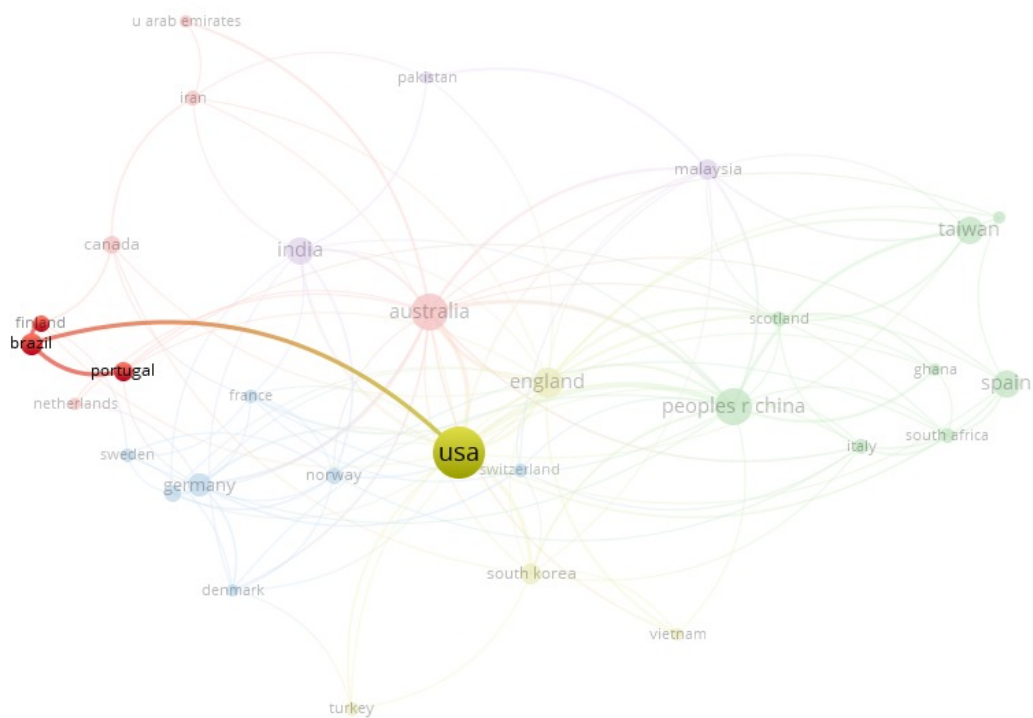 u arab emirates
pakistan
iran
malaysia
taiwan
canada
india
australia
scotland
finland
brazil
portugal
ghana
england
spain
france
netherlands
peoples r china
south africa
italy
usa
sweden
switzerland
norway
germany
south korea
denmark
vietnam
turkey